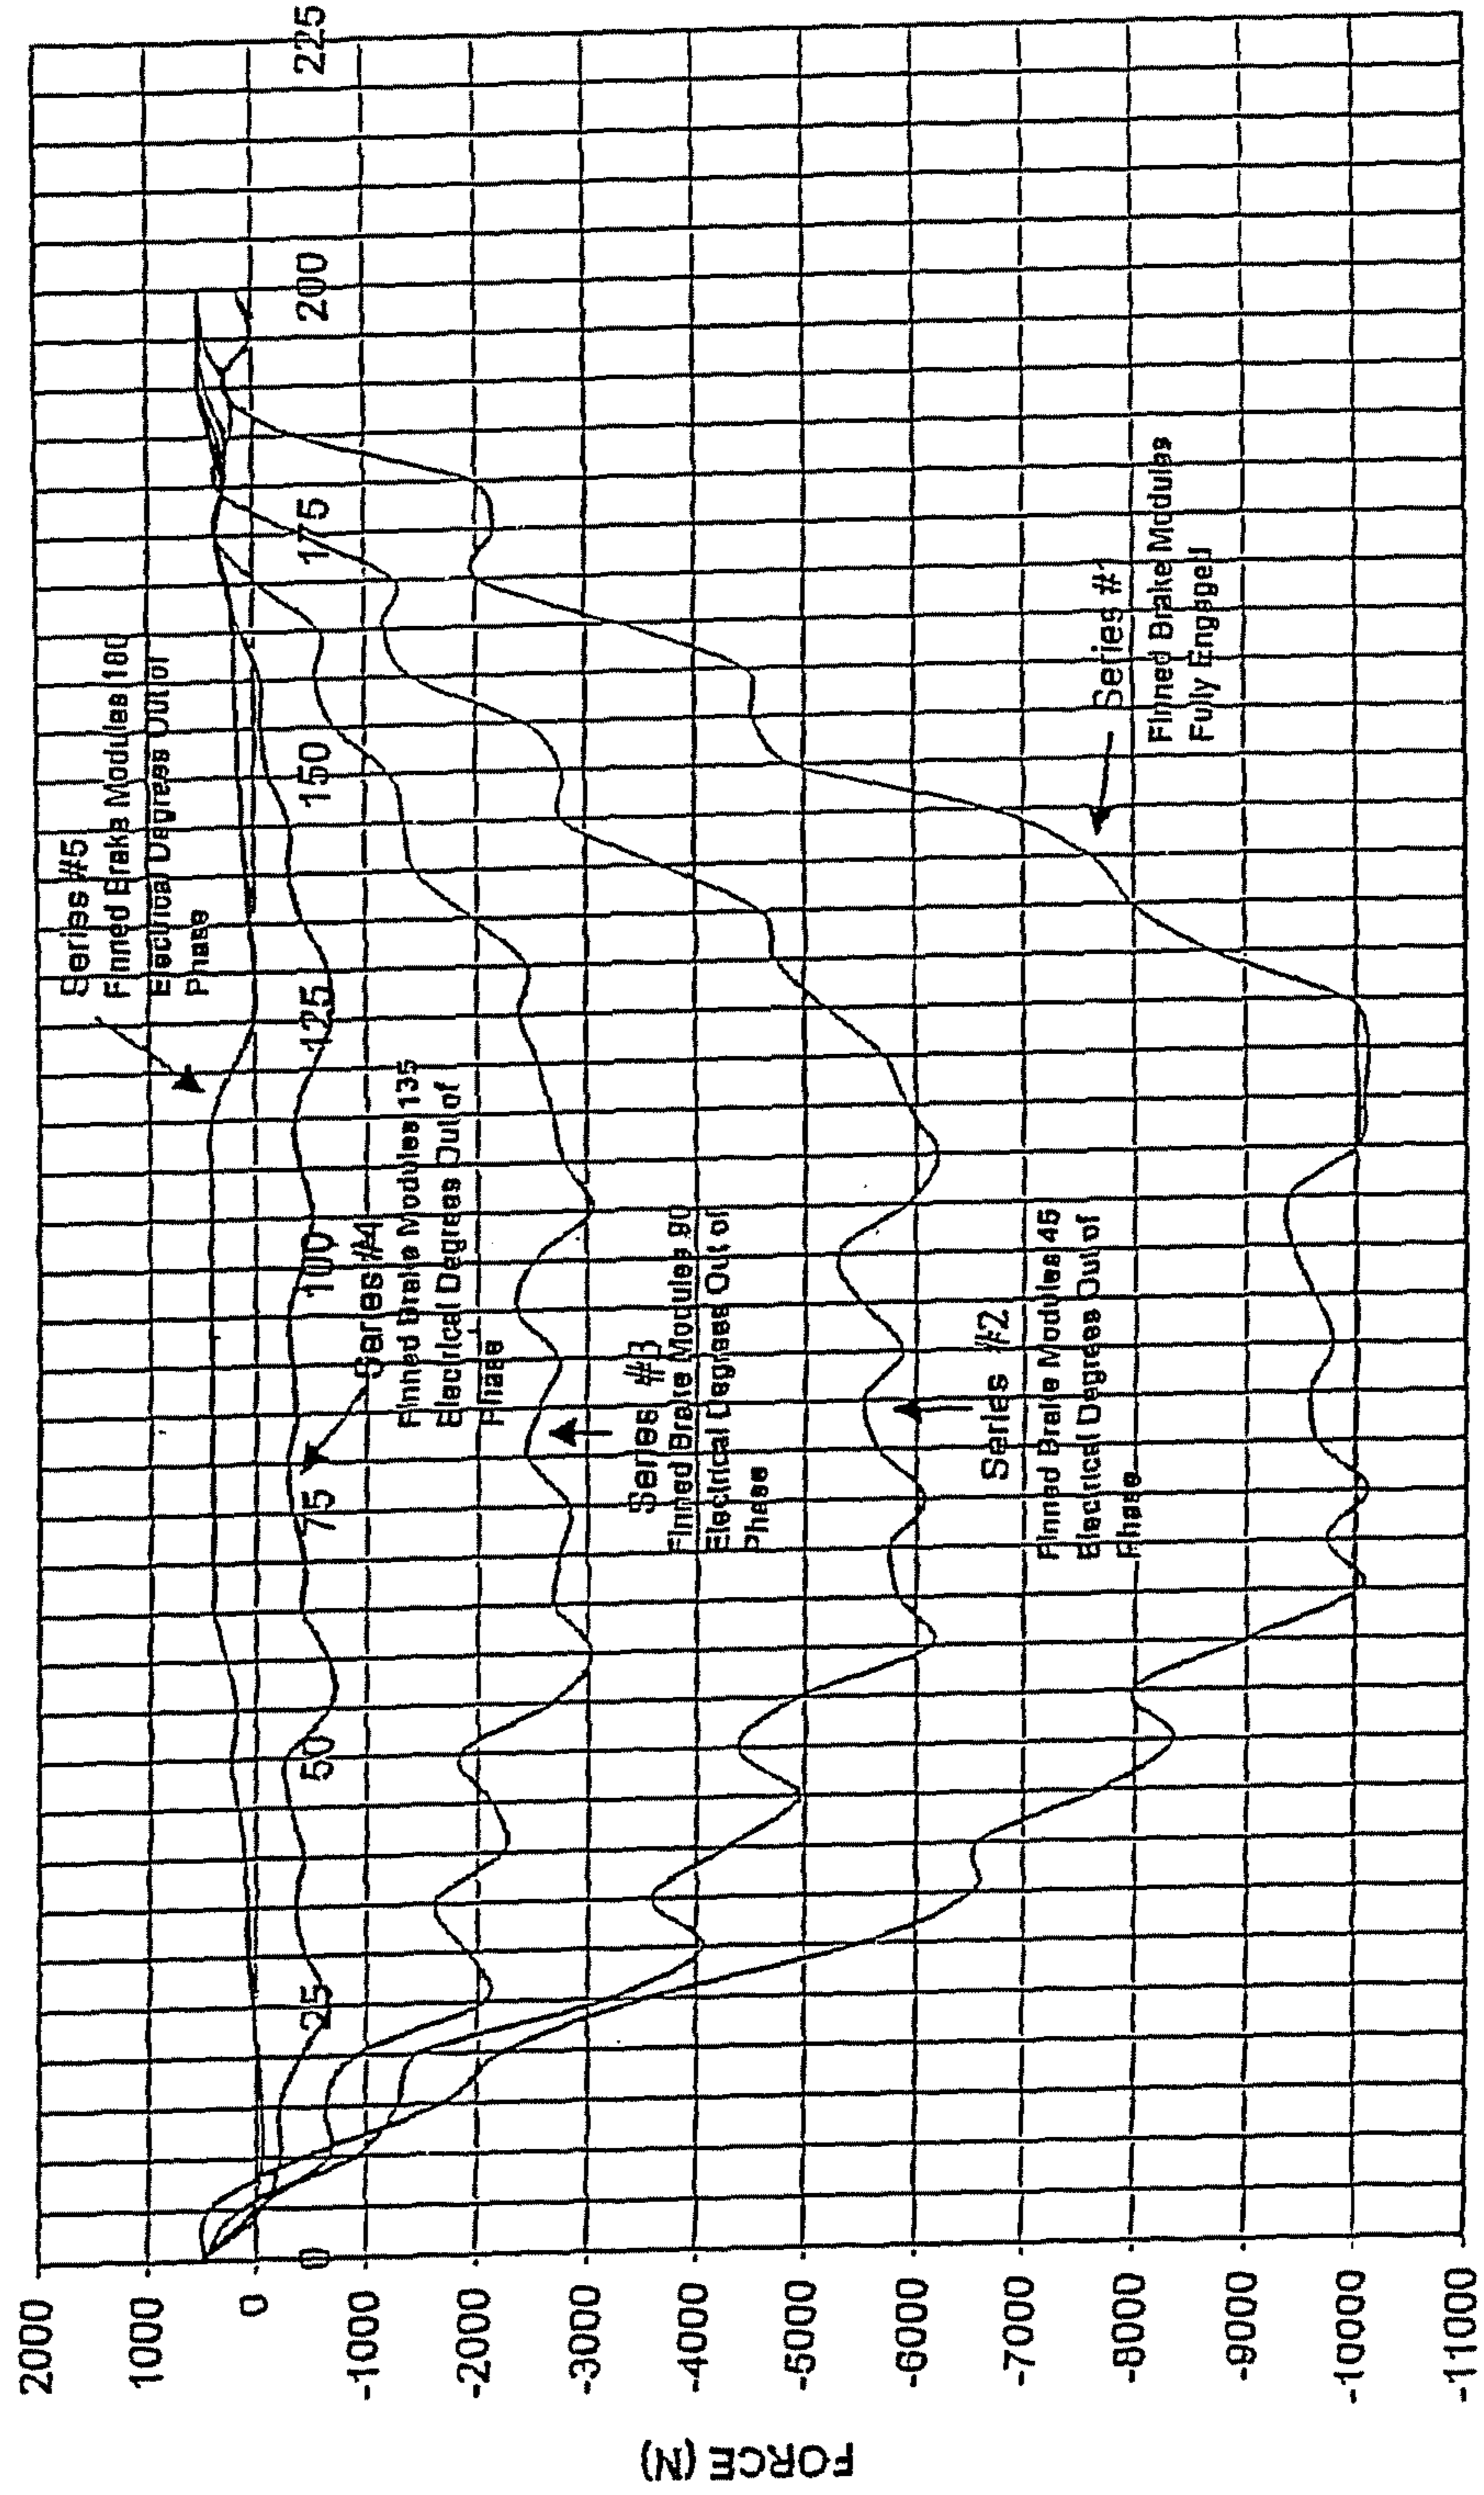 Series #5
Finned Brake Modules 180
Electrical Degrees Out of
Phase
2000
1000
0
-1000
-2000
-3000
-4000
-5000
-6000
-7000
-8000
-9000
-10000
-11000
FORCE (N)
0
25
50
75
100
125
150
175
200
225
Series #4
Finned Brake Modules 135
Electrical Degrees Out of
Phase
Series #3
Finned Brake Modules 90
Electrical Degrees Out of
Phase
Series #2
Finned Brake Modules 45
Electrical Degrees Out of
Phase
Series #1
Finned Brake Modules
Fully Engaged